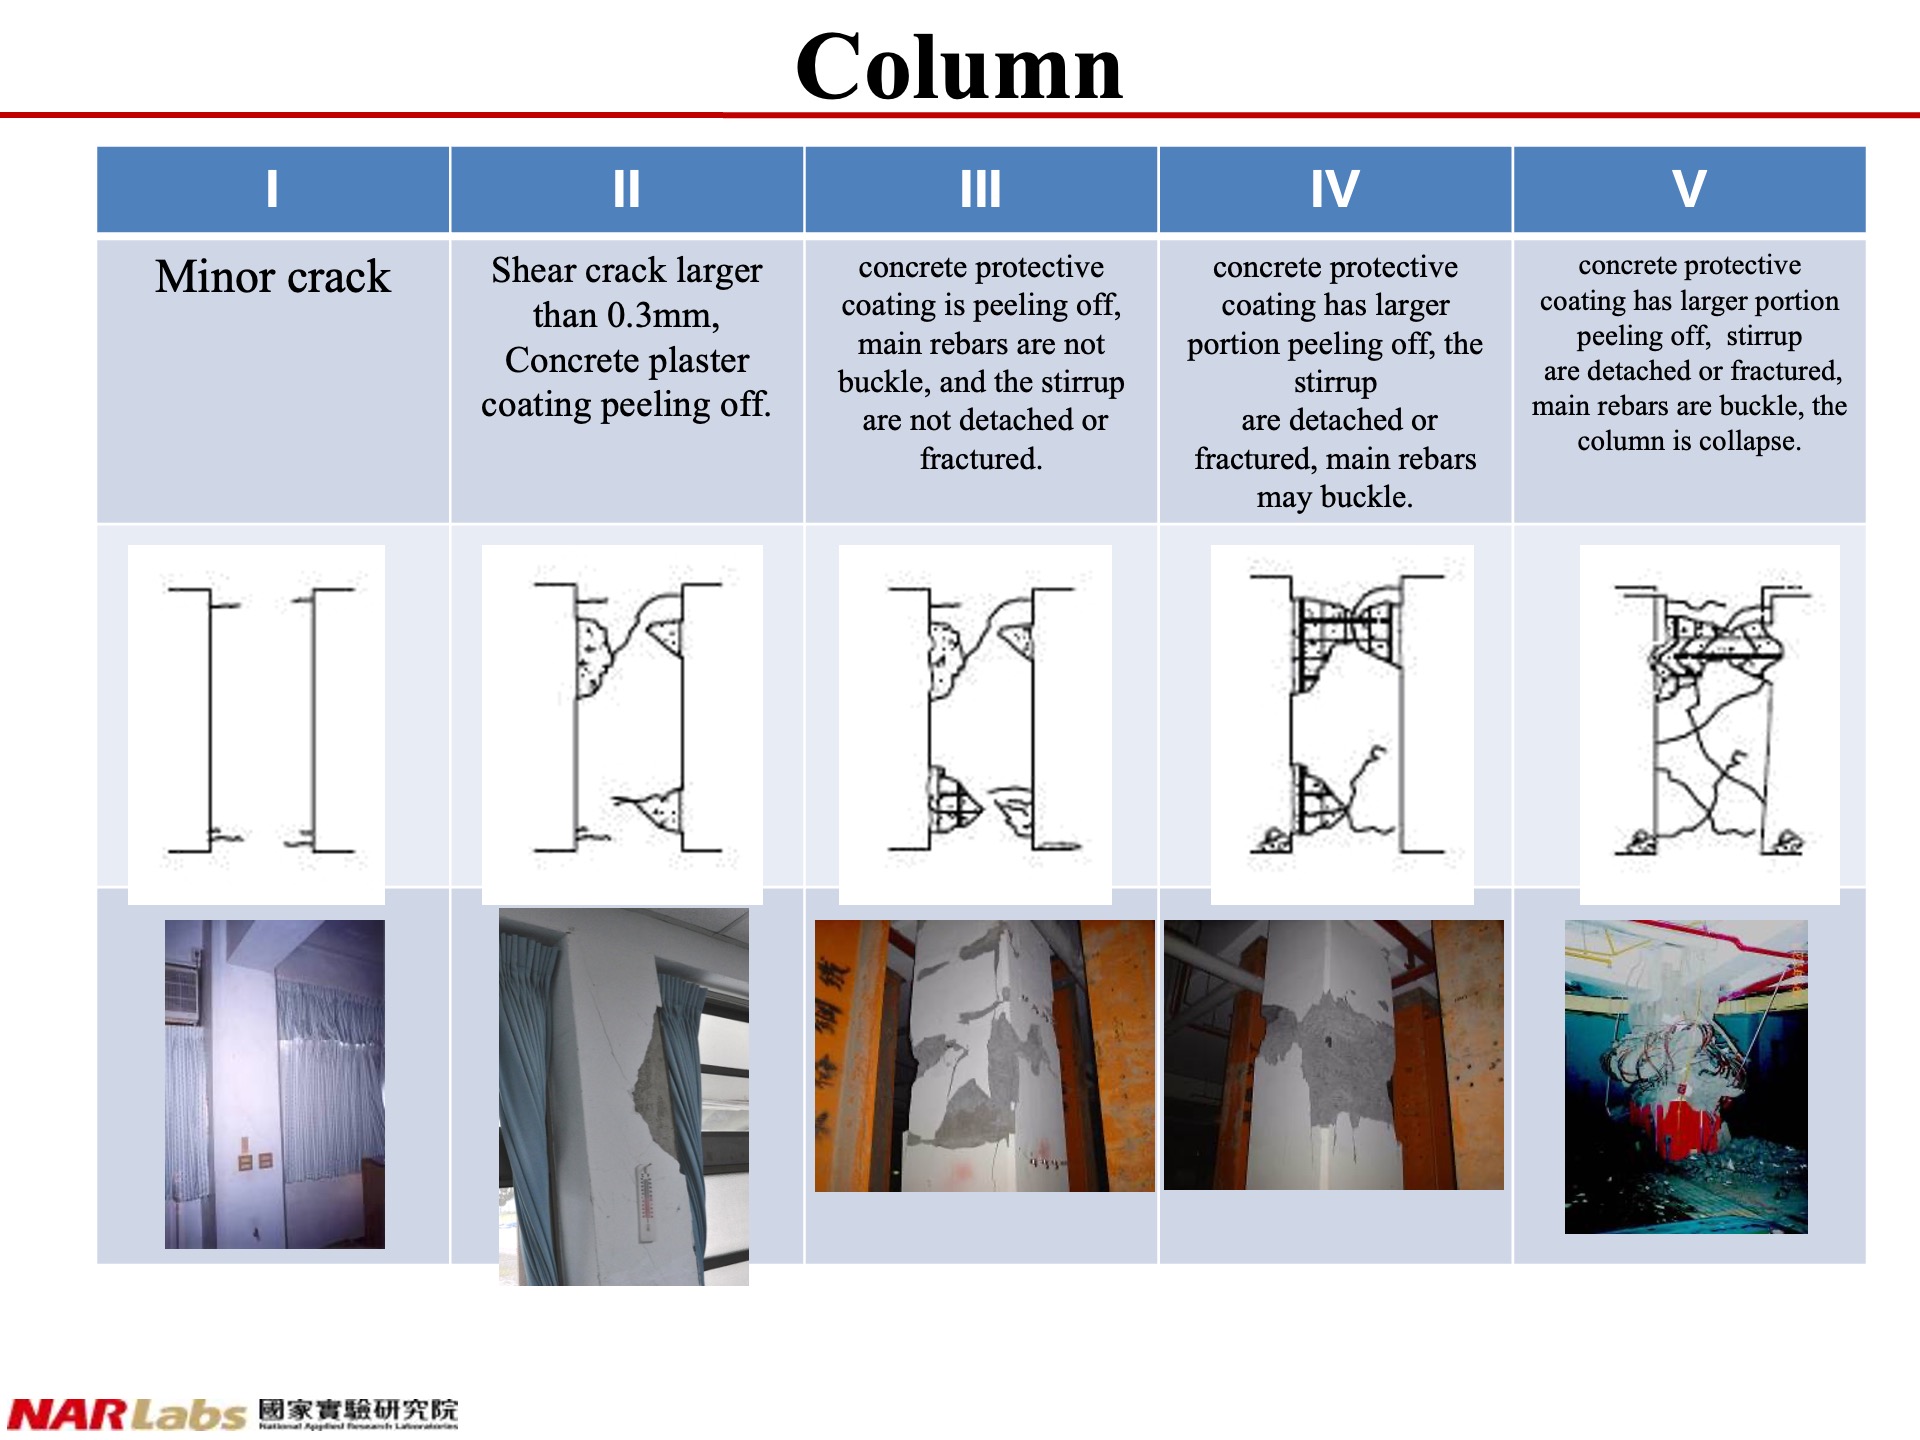 Column
I
II
III
IV
V
Minor crack
Shear crack larger
than 0.3mm,
Concrete plaster
coating peeling off.
concrete protective
coating is peeling off,
main rebars are not
buckle, and the stirrup
are not detached or
fractured.
concrete protective
coating has larger
portion peeling off, the
stirrup
are detached or
fractured, main rebars
may buckle.
concrete protective
coating has larger portion
peeling off, stirrup
are detached or fractured,
main rebars are buckle, the
column is collapse.
NARLabs 國家實驗研究院
National Applied Research Laboratories